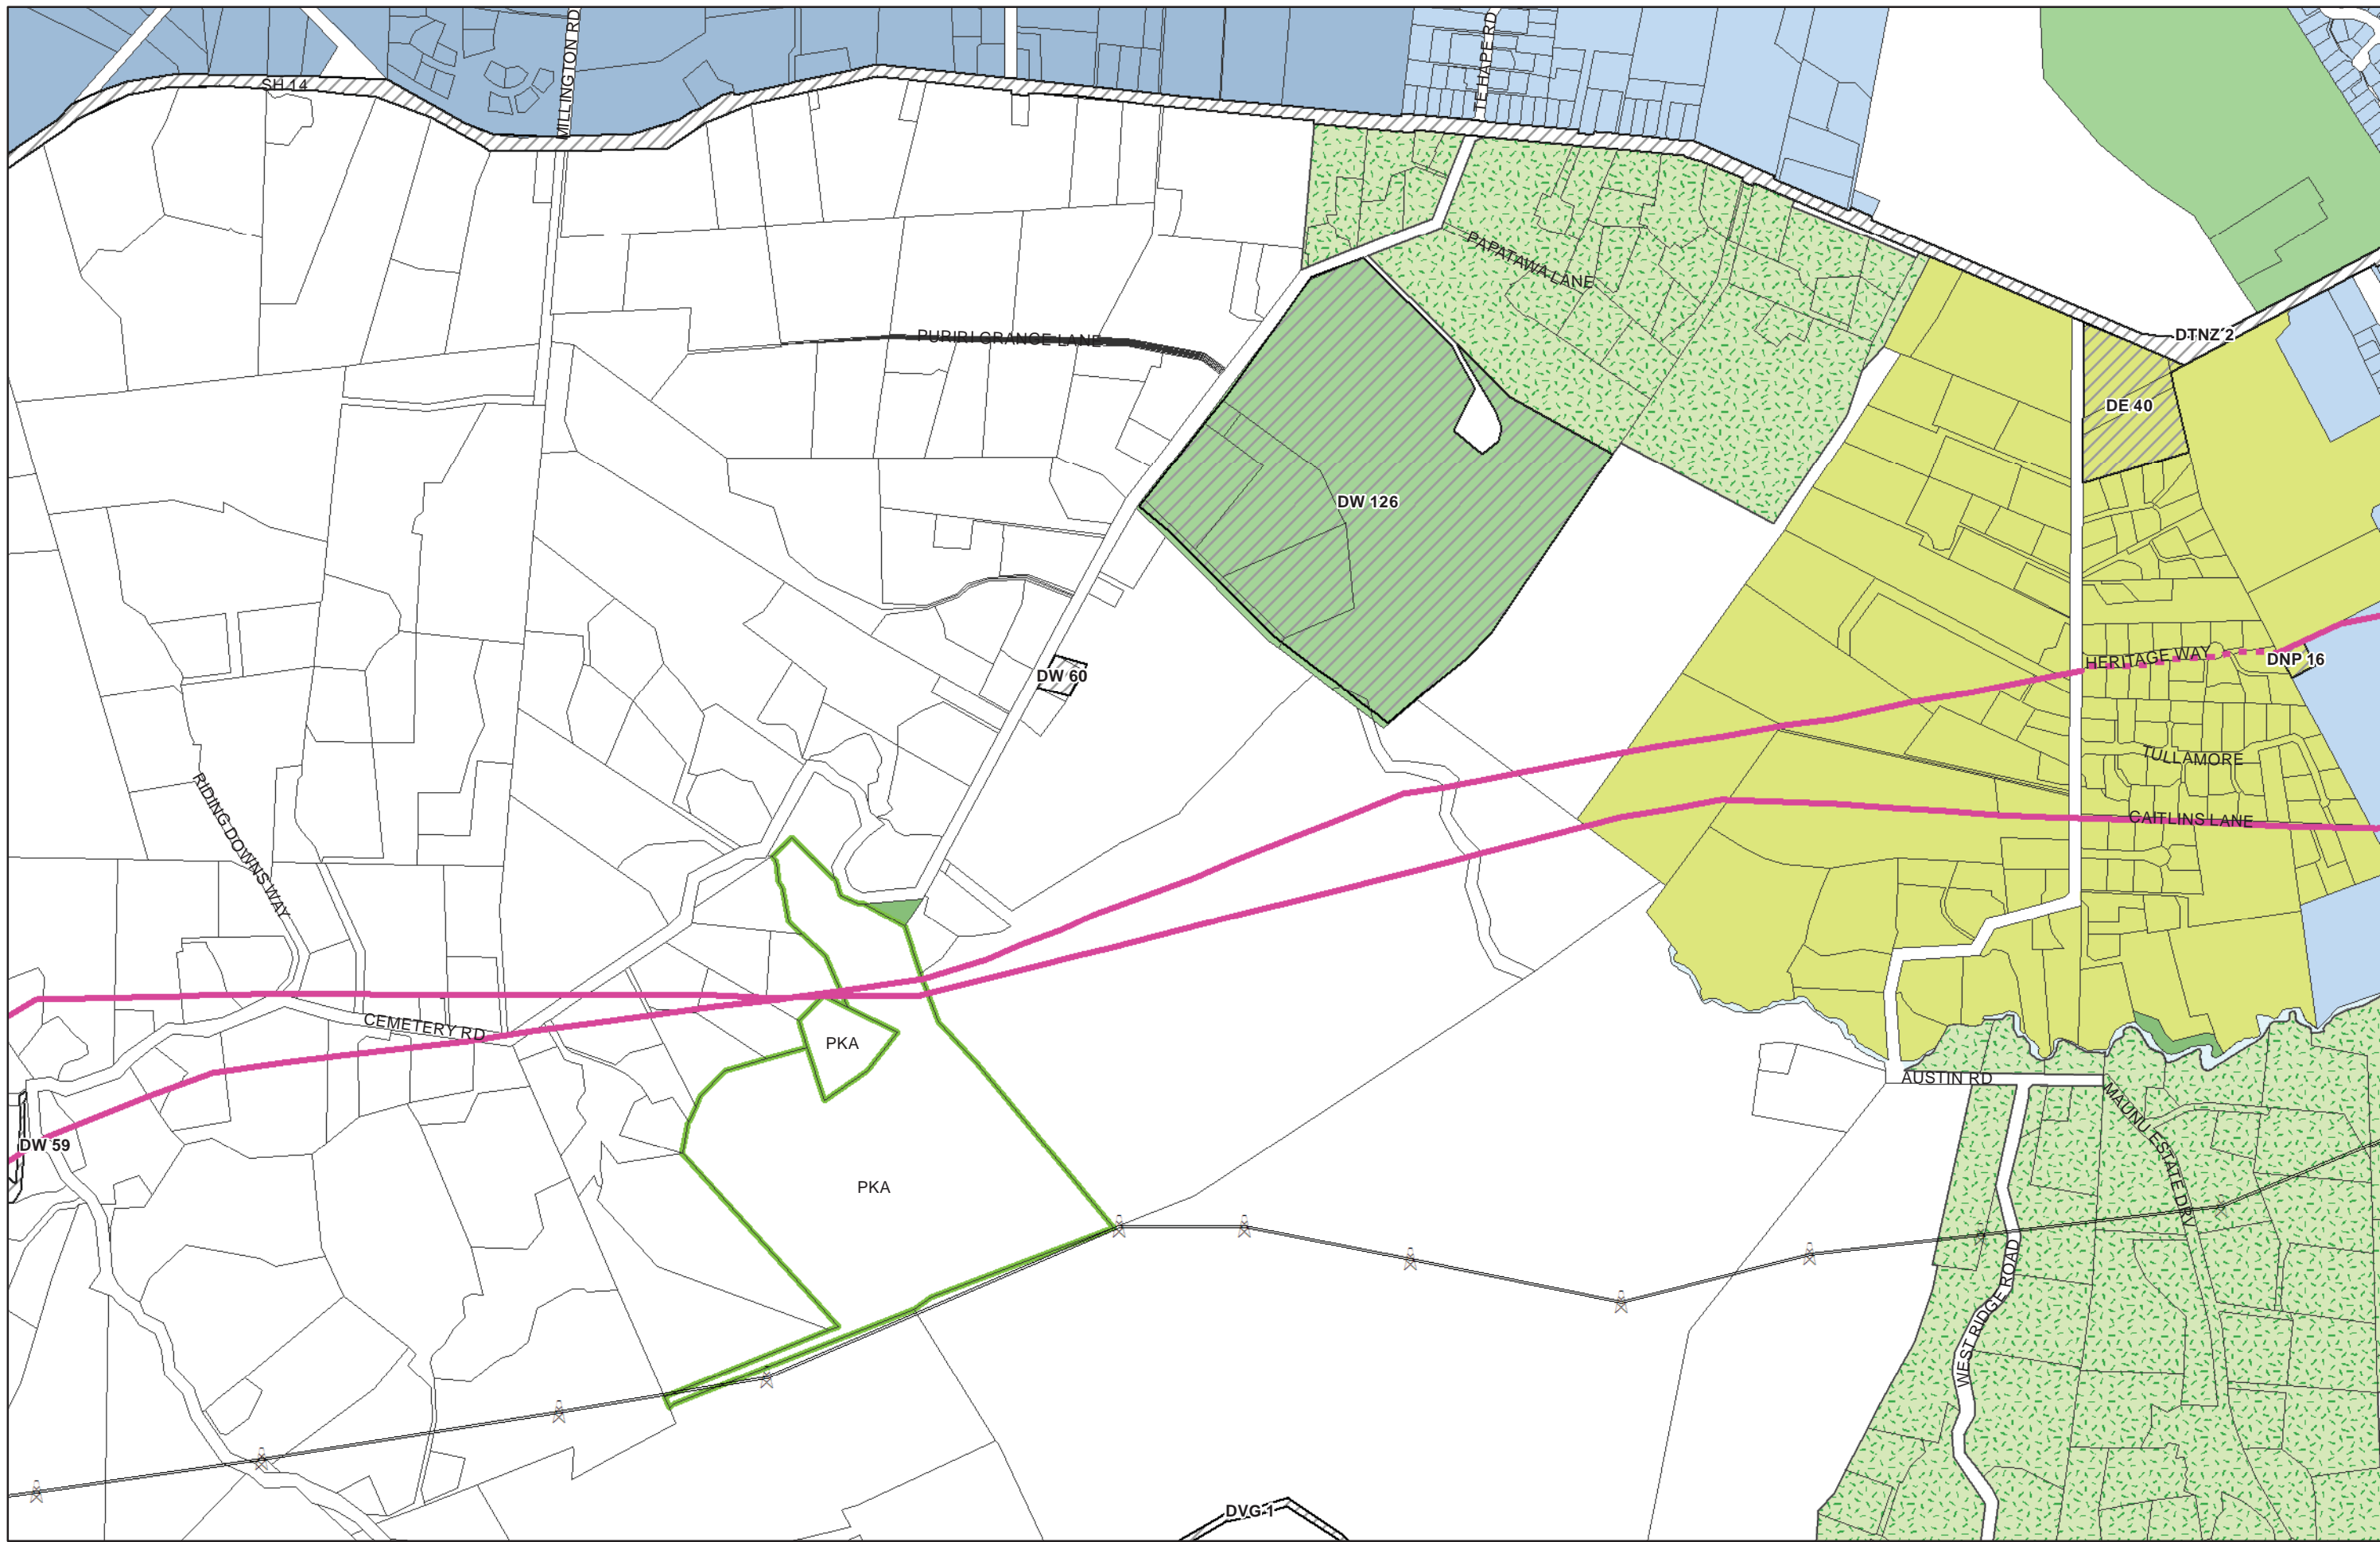 MILLINGTON RD
TE HAPE RD
SH 14
PAPATAWA LANE
PURIRI GRANGE LANE
DTNZ 2
DE 40
DW 126
HERITAGE WAY
DNP 16
DW 60
TULLAMORE
RIDING DOWNS WAY
CAITLINS LANE
CEMETERY RD
PKA
AUSTIN RD
MAUNU ESTATE DRV
DW 59
PKA
WEST RIDGE ROAD
DVG 1